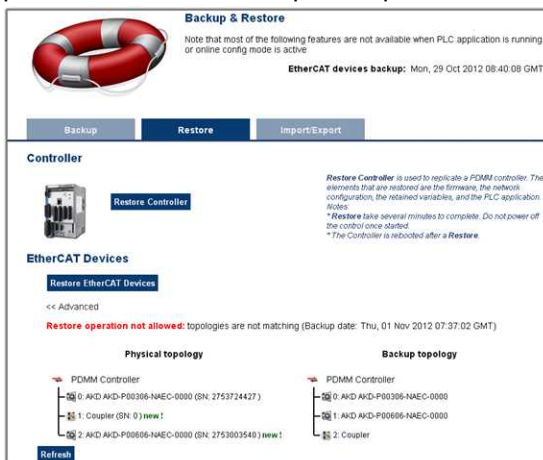 Backup & Restore
Note that most of the following features are not available when PLC application is running
or online config mode is active
EtherCAT devices backup: Mon, 29 Oct 2012 08:40:08 GMT
Backup
Restore
Import/Export
Controller
Restore Controller
Restore Controller is used to replicate a PDMM controller. The
elements that are restored are the firmware, the network
configuration, the retained variables, and the PLC application.
Notes:
* Restore take several minutes to complete. Do not power off
the control once started.
* The Controller is rebooted after a Restore.
EtherCAT Devices
Restore EtherCAT Devices
<< Advanced
Restore operation not allowed: topologies are not matching (Backup date: Thu, 01 Nov 2012 07:37:02 GMT)
Physical topology
PDMM Controller
0: AKD AKD-P00306-NAEC-0000 (SN: 2753724427 )
1: Coupler (SN: 0 ) new !
2: AKD AKD-P00606-NAEC-0000 (SN: 2753003540 ) new !
Backup topology
PDMM Controller
0: AKD AKD-P00306-NAEC-0000
1: AKD AKD-P00606-NAEC-0000
2: Coupler
Refresh